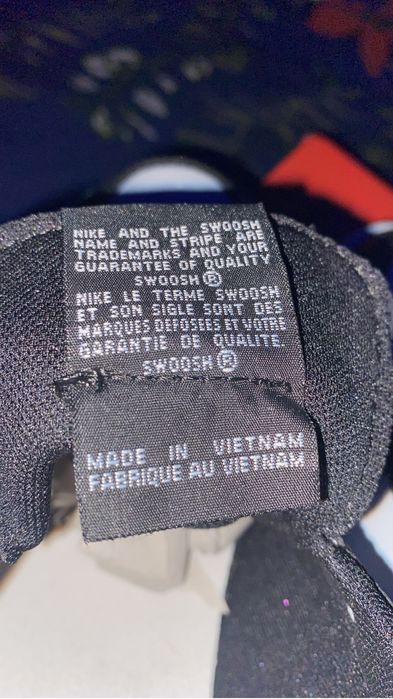 NIKE AND THE SWOOSH
NAME AND STRIPE ARE
TRADEMARKS AND YOUR
GUARANTEE OF QUALITY
SWOOSH®
NIKE LE TERME SWOOSH
ET SON SIGLE SONT DES
MARQUES DEPOSEES ET VOTRE
GARANTIE DE QUALITE
SWOOSH®
MADE IN VIETNAM
FABRIQUE AU VIETNAM